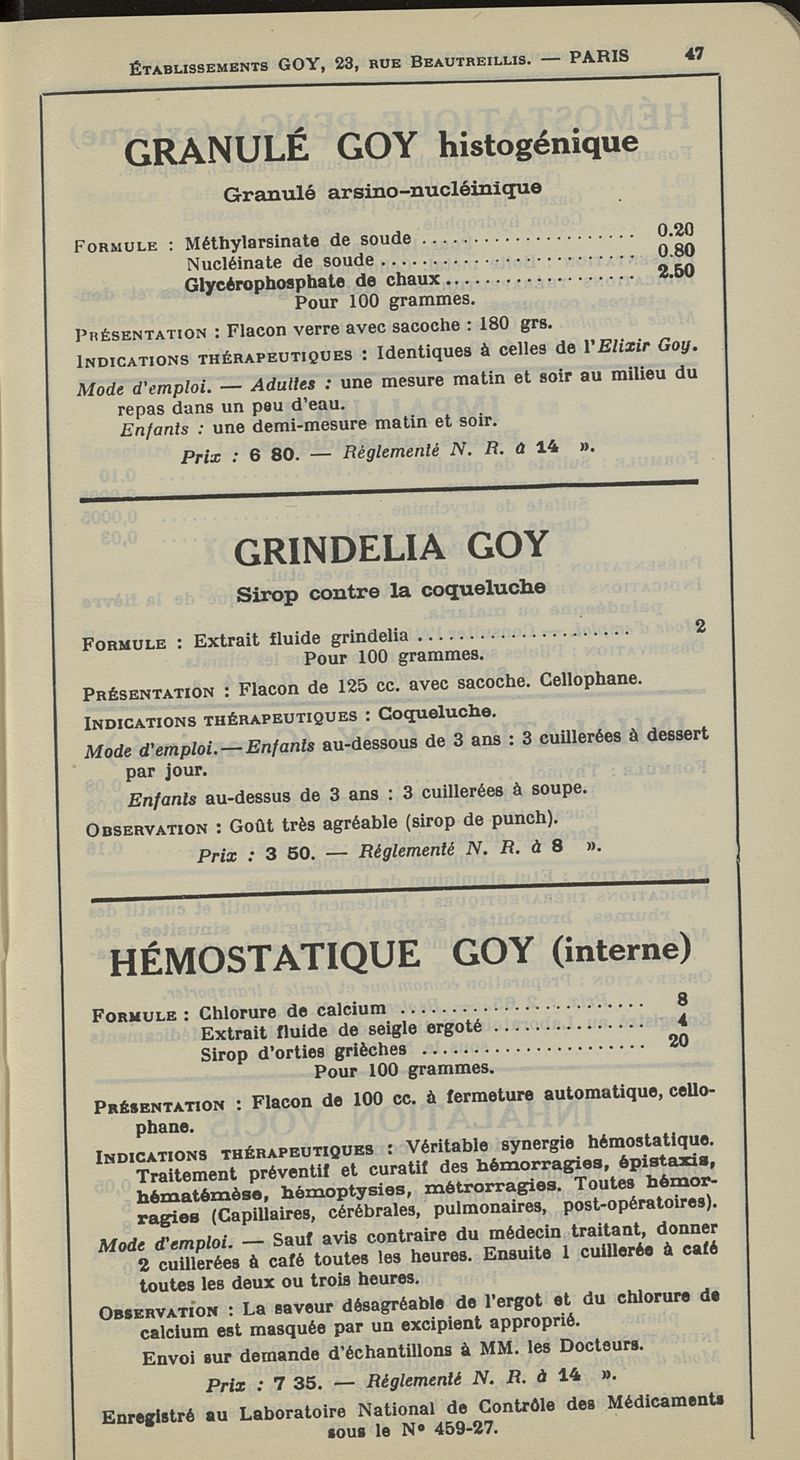 ÉTABLISSEMENTS GOY, 23, RUE BEAUTREILLIS. — PARIS 47
GRANULÉ GOY histogénique
Granulé arsino-nucléinique
FORMULE : Méthylarsinate de soude .................... 0.20
Nucléinate de soude ........................ 0.80
Glycérophosphate de chaux ................... 2.50
Pour 100 grammes.
PRÉSENTATION : Flacon verre avec sacoche : 180 grs.
INDICATIONS THÉRAPEUTIQUES : Identiques à celles de l'Elixir Goy.
Mode d'emploi. — Adultes : une mesure matin et soir au milieu du
repas dans un peu d'eau.
Enfants : une demi-mesure matin et soir.
Prix : 6 80. — Réglementé N. R. à 14 ».
GRINDELIA GOY
Sirop contre la coqueluche
FORMULE : Extrait fluide grindelia ..................... 2
Pour 100 grammes.
PRÉSENTATION : Flacon de 125 cc. avec sacoche. Cellophane.
INDICATIONS THÉRAPEUTIQUES : Coqueluche.
Mode d'emploi. — Enfants au-dessous de 3 ans : 3 cuillerées à dessert
par jour.
Enfants au-dessus de 3 ans : 3 cuillerées à soupe.
OBSERVATION : Goût très agréable (sirop de punch).
Prix : 3 50. — Réglementé N. R. à 8 ».
HÉMOSTATIQUE GOY (interne)
FORMULE : Chlorure de calcium ........................ 8
Extrait fluide de seigle ergoté ............... 4
Sirop d'orties grièches ...................... 20
Pour 100 grammes.
PRÉSENTATION : Flacon de 100 cc. à fermeture automatique, cello-
phane.
INDICATIONS THÉRAPEUTIQUES : Véritable synergie hémostatique.
Traitement préventif et curatif des hémorragies, épistaxis,
hématémèse, hémoptysies, métrorragies. Toutes hémor-
ragies (Capillaires, cérébrales, pulmonaires, post-opératoires).
Mode d'emploi. — Sauf avis contraire du médecin traitant, donner
2 cuillerées à café toutes les heures. Ensuite 1 cuillerée à café
toutes les deux ou trois heures.
OBSERVATION : La saveur désagréable de l'ergot et du chlorure de
calcium est masquée par un excipient approprié.
Envoi sur demande d'échantillons à MM. les Docteurs.
Prix : 7 35. — Réglementé N. R. à 14 ».
Enregistré au Laboratoire National de Contrôle des Médicaments
sous le N° 459-27.